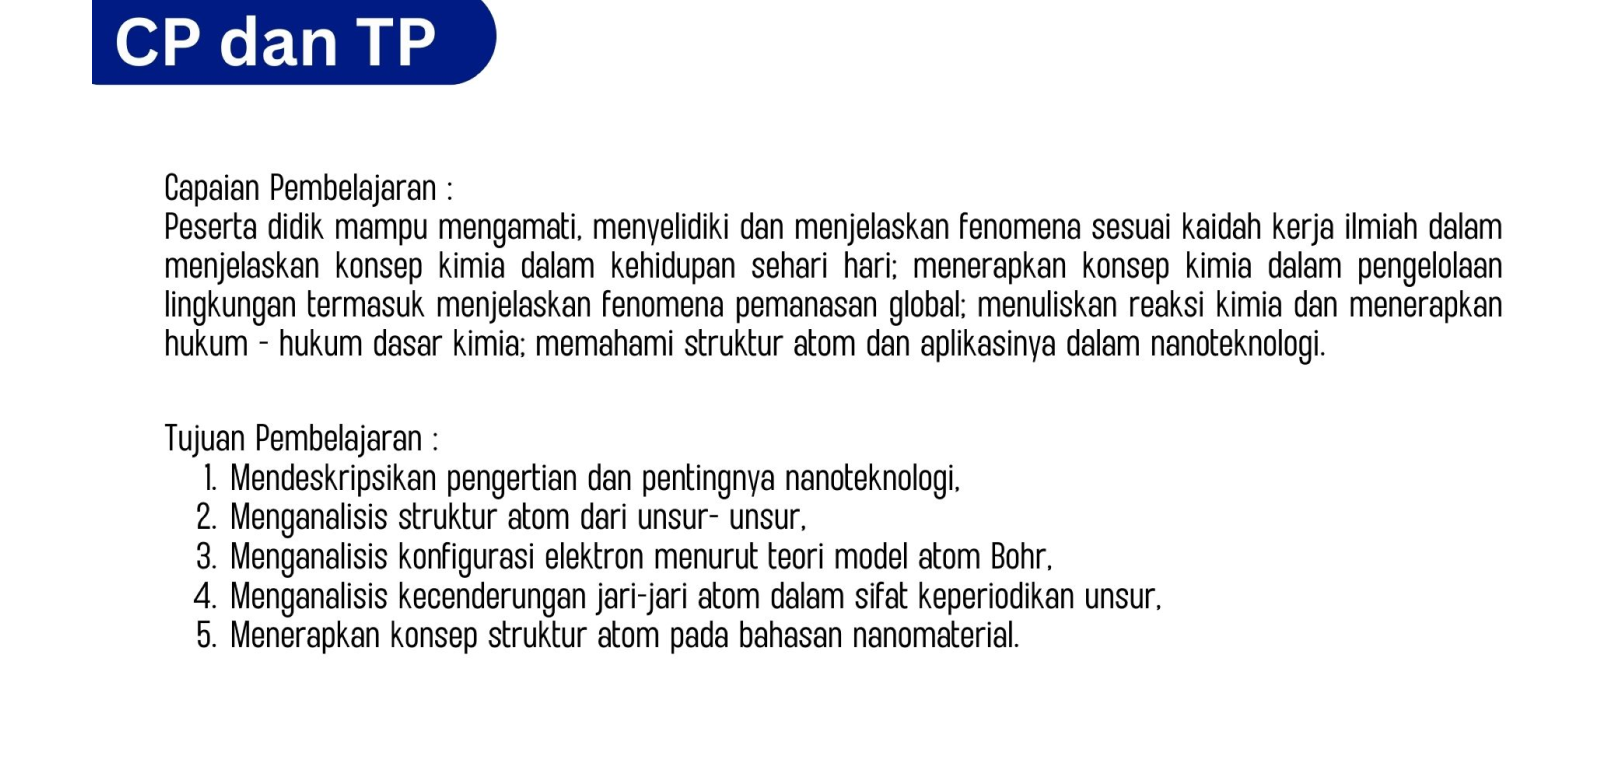 CP dan TP
Capaian Pembelajaran :
Peserta didik mampu mengamati, menyelidiki dan menjelaskan fenomena sesuai kaidah kerja ilmiah dalam
menjelaskan konsep kimia dalam kehidupan sehari hari; menerapkan konsep kimia dalam pengelolaan
lingkungan termasuk menjelaskan fenomena pemanasan global; menuliskan reaksi kimia dan menerapkan
hukum - hukum dasar kimia; memahami struktur atom dan aplikasinya dalam nanoteknologi.
Tujuan Pembelajaran :
1. Mendeskripsikan pengertian dan pentingnya nanoteknologi,
2. Menganalisis struktur atom dari unsur- unsur,
3. Menganalisis konfigurasi elektron menurut teori model atom Bohr,
4. Menganalisis kecenderungan jari-jari atom dalam sifat keperiodikan unsur,
5. Menerapkan konsep struktur atom pada bahasan nanomaterial.